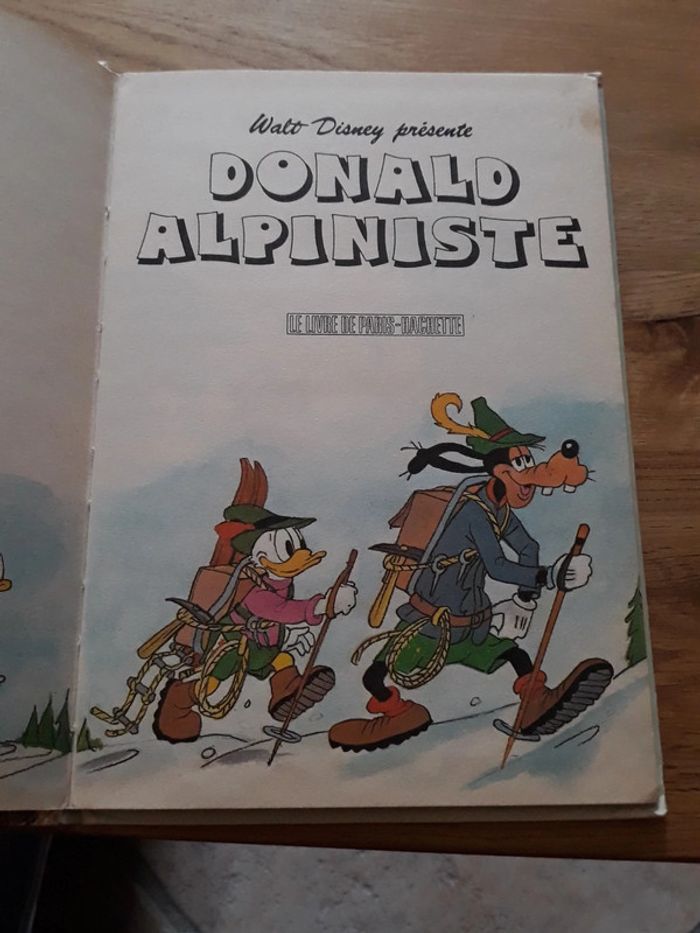 Walt Disney présente
DONALD
ALPINISTE
LE LIVRE DE PARIS-HACHETTE